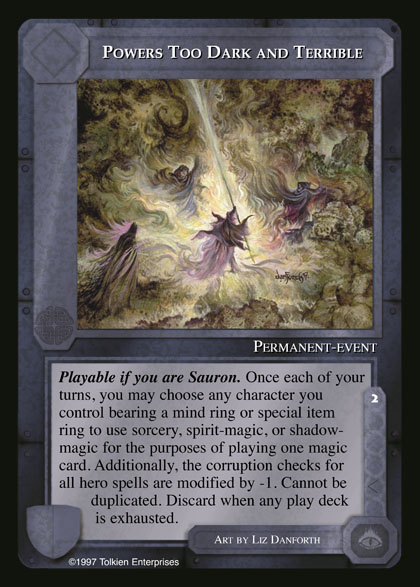 Powers Too Dark and Terrible
Permanent-event
Playable if you are Sauron. Once each of your
turns, you may choose any character you
control bearing a mind ring or special item
ring to use sorcery, spirit-magic, or shadow-
magic for the purposes of playing one magic
card. Additionally, the corruption checks for
all hero spells are modified by -1. Cannot be
duplicated. Discard when any play deck
is exhausted.
2
Art by Liz Danforth
©1997 Tolkien Enterprises